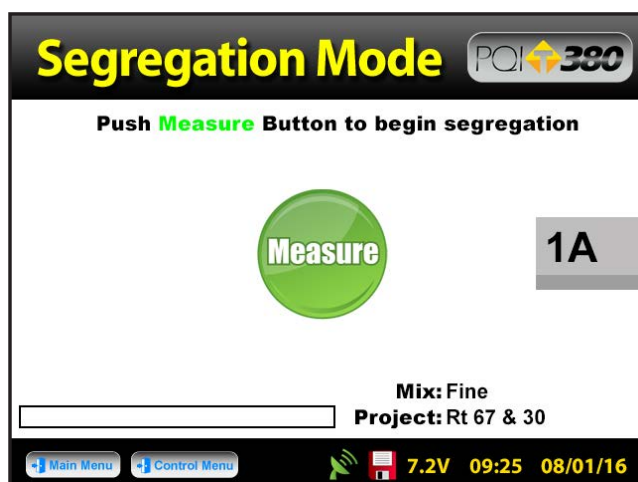 Segregation Mode PQI T 380
Push Measure Button to begin segregation
Measure
1A
Mix: Fine
Project: Rt 67 & 30
Main Menu Control Menu 7.2V 09:25 08/01/16